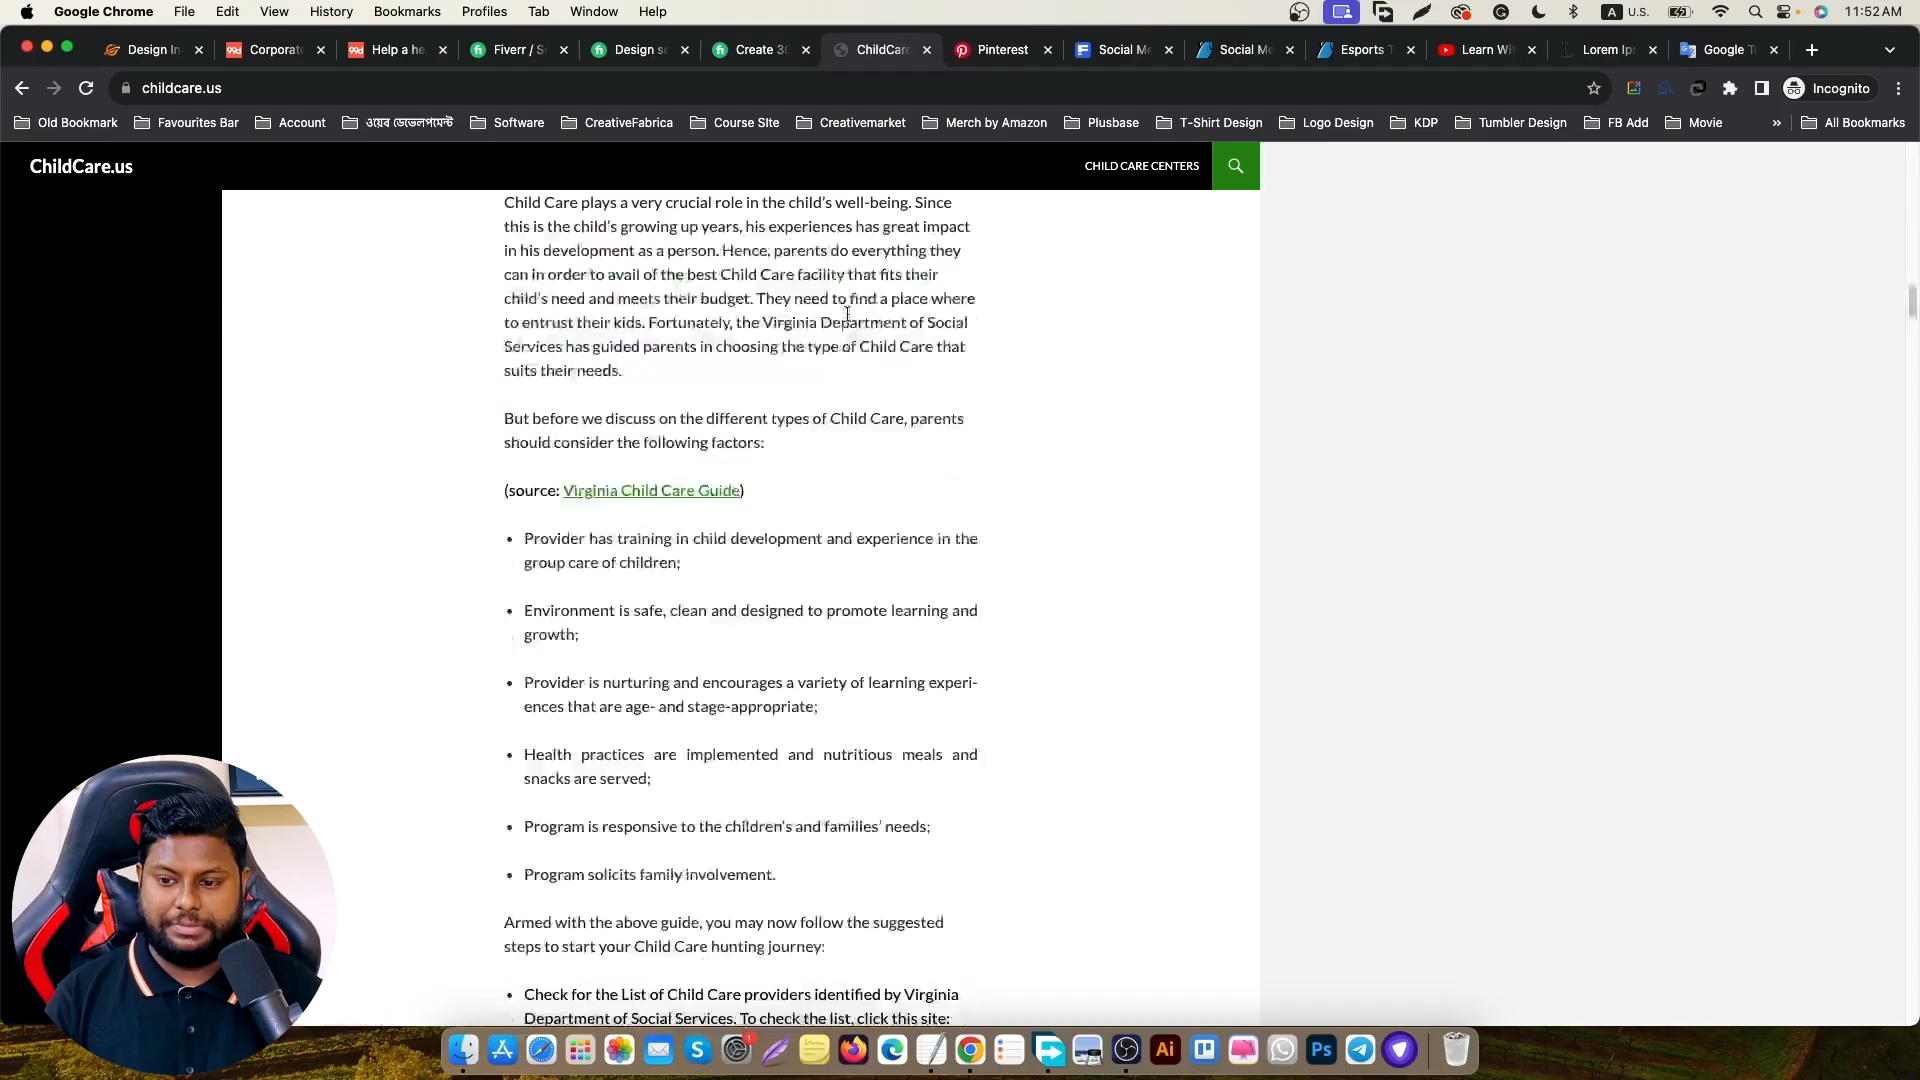 Google Chrome File Edit View History Bookmarks Profiles Tab Window Help A U.S. 11:52 AM
Design In 99d Corporate 99d Help a he fi Fiverr / S fi Design so fi Create 30 ChildCare Pinterest Social Me Social Me Esports T Learn Wi Lorem Ips Google Tr
childcare.us Incognito
Old Bookmark Favourites Bar Account ওয়েব ডেভেলপমেন্ট Software CreativeFabrica Course SIte Creativemarket Merch by Amazon Plusbase T-Shirt Design Logo Design KDP Tumbler Design FB Add Movie » All Bookmarks
ChildCare.us CHILD CARE CENTERS
Child Care plays a very crucial role in the child’s well-being. Since
this is the child’s growing up years, his experiences has great impact
in his development as a person. Hence, parents do everything they
can in order to avail of the best Child Care facility that fits their
child’s need and meets their budget. They need to find a place where
to entrust their kids. Fortunately, the Virginia Department of Social
Services has guided parents in choosing the type of Child Care that
suits their needs.
But before we discuss on the different types of Child Care, parents
should consider the following factors:
(source: Virginia Child Care Guide)
• Provider has training in child development and experience in the
group care of children;
• Environment is safe, clean and designed to promote learning and
growth;
• Provider is nurturing and encourages a variety of learning experi-
ences that are age- and stage-appropriate;
• Health practices are implemented and nutritious meals and
snacks are served;
• Program is responsive to the children’s and families’ needs;
• Program solicits family involvement.
Armed with the above guide, you may now follow the suggested
steps to start your Child Care hunting journey:
• Check for the List of Child Care providers identified by Virginia
Department of Social Services. To check the list, click this site:
1 Ai Ps